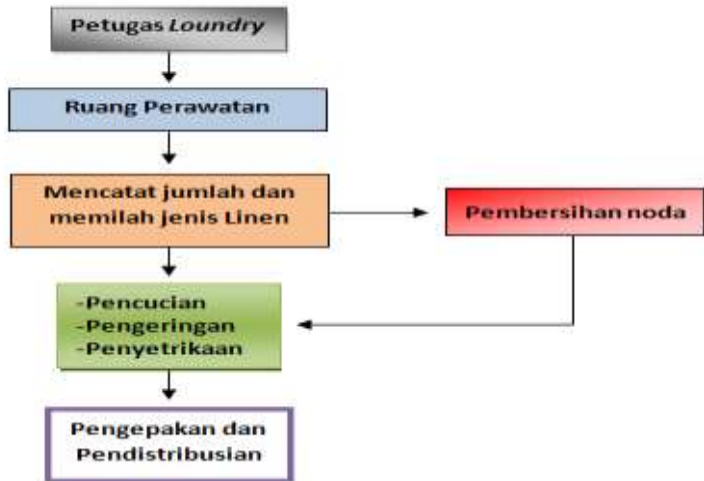 Petugas Loundry
Ruang Perawatan
Mencatat jumlah dan
memilah jenis Linen
Pembersihan noda
-Pencucian
-Pengeringan
-Penyetrikaan
Pengepakan dan
Pendistribusian